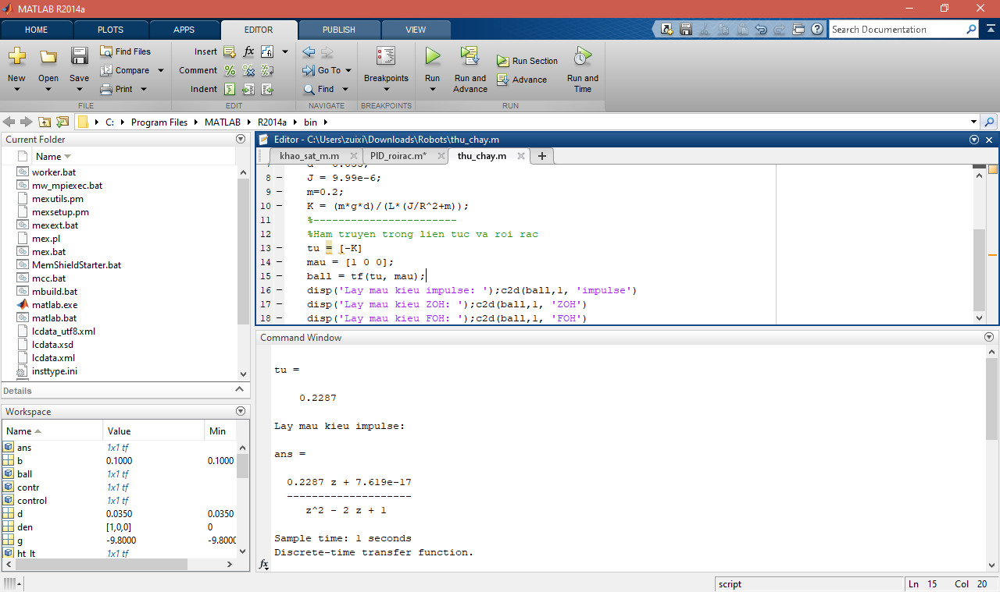 MATLAB R2014a
HOME PLOTS APPS EDITOR PUBLISH VIEW
Search Documentation
New Open Save
Find Files
Compare
Print
FILE
Insert
Comment
Indent
EDIT
Go To
Find
NAVIGATE
Breakpoints
BREAKPOINTS
Run
Run and Advance
Run Section
Advance
Run and Time
RUN
C: Program Files MATLAB R2014a bin
Current Folder
Name
worker.bat
mw_mpiexec.bat
mexutils.pm
mexsetup.pm
mexext.bat
mex.pl
mex.bat
MemShieldStarter.bat
mcc.bat
mbuild.bat
matlab.exe
matlab.bat
lcdata_utf8.xml
lcdata.xsd
lcdata.xml
insttype.ini
Details
Workspace
Name Value Min
ans 1x1 tf
b 0.1000 0.1000
ball 1x1 tf
contr 1x1 tf
control 1x1 tf
d 0.0350 0.0350
den [1,0,0] 0
g -9.8000 -9.8000
ht_lt 1x1 tf
Editor - C:\Users\zuixi\Downloads\Robots\thu_chay.m
khao_sat_m.m PID_roirac.m* thu_chay.m
8 - J = 9.99e-6;
9 - m=0.2;
10 - K = (m*g*d)/(L*(J/R^2+m));
11 %-----------------------
12 %Ham truyen trong lien tuc va roi rac
13 - tu = [-K]
14 - mau = [1 0 0];
15 - ball = tf(tu, mau);
16 - disp('Lay mau kieu impulse: ');c2d(ball,1, 'impulse')
17 - disp('Lay mau kieu ZOH: ');c2d(ball,1, 'ZOH')
18 - disp('Lay mau kieu FOH: ');c2d(ball,1, 'FOH')
Command Window
tu =
0.2287
Lay mau kieu impulse:
ans =
0.2287 z + 7.619e-17
--------------------
z^2 - 2 z + 1
Sample time: 1 seconds
Discrete-time transfer function.
fx
script Ln 15 Col 20